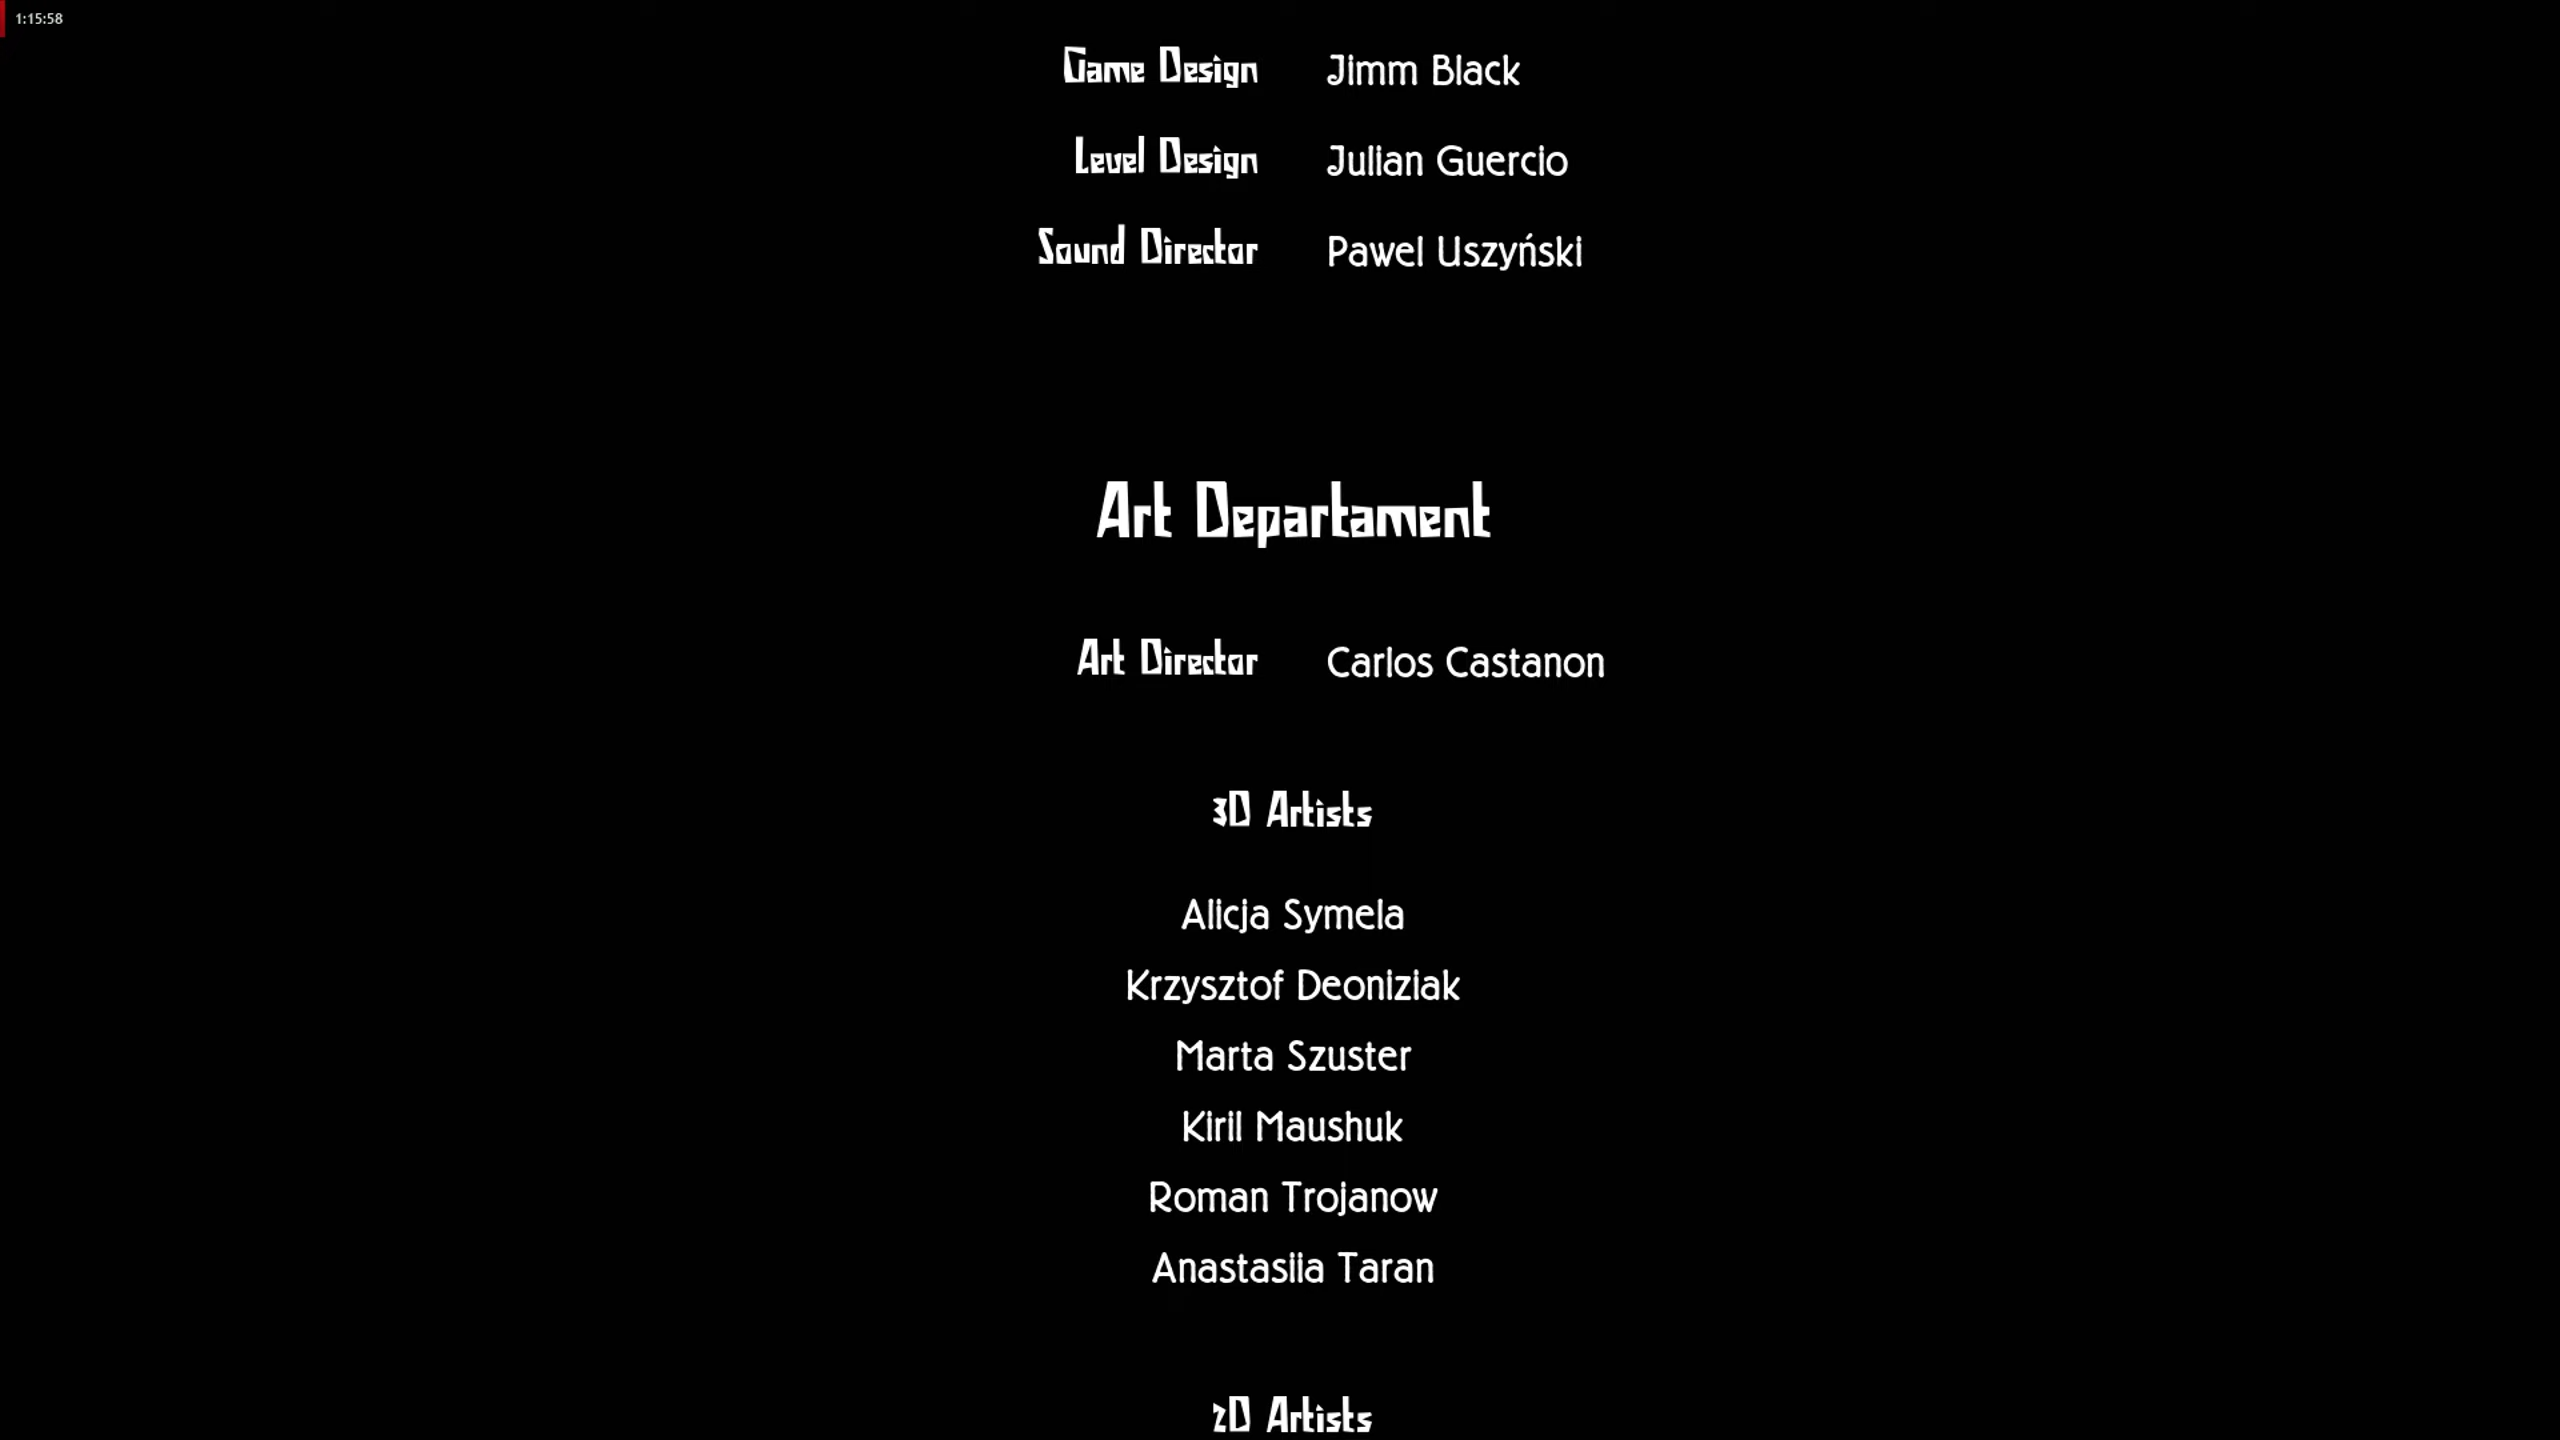 1:15:58
Game Design Jimm Black
Level Design Julian Guercio
Sound Director Pawel Uszyński
Art Departament
Art Director Carlos Castanon
3D Artists
Alicja Symela
Krzysztof Deoniziak
Marta Szuster
Kiril Maushuk
Roman Trojanow
Anastasiia Taran
2D Artists